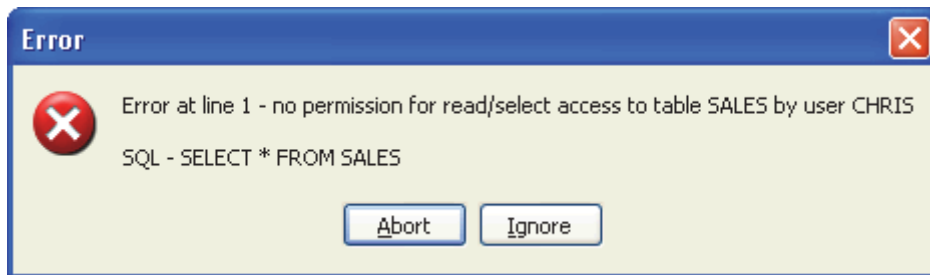 Error
Error at line 1 - no permission for read/select access to table SALES by user CHRIS
SQL - SELECT * FROM SALES
Abort Ignore